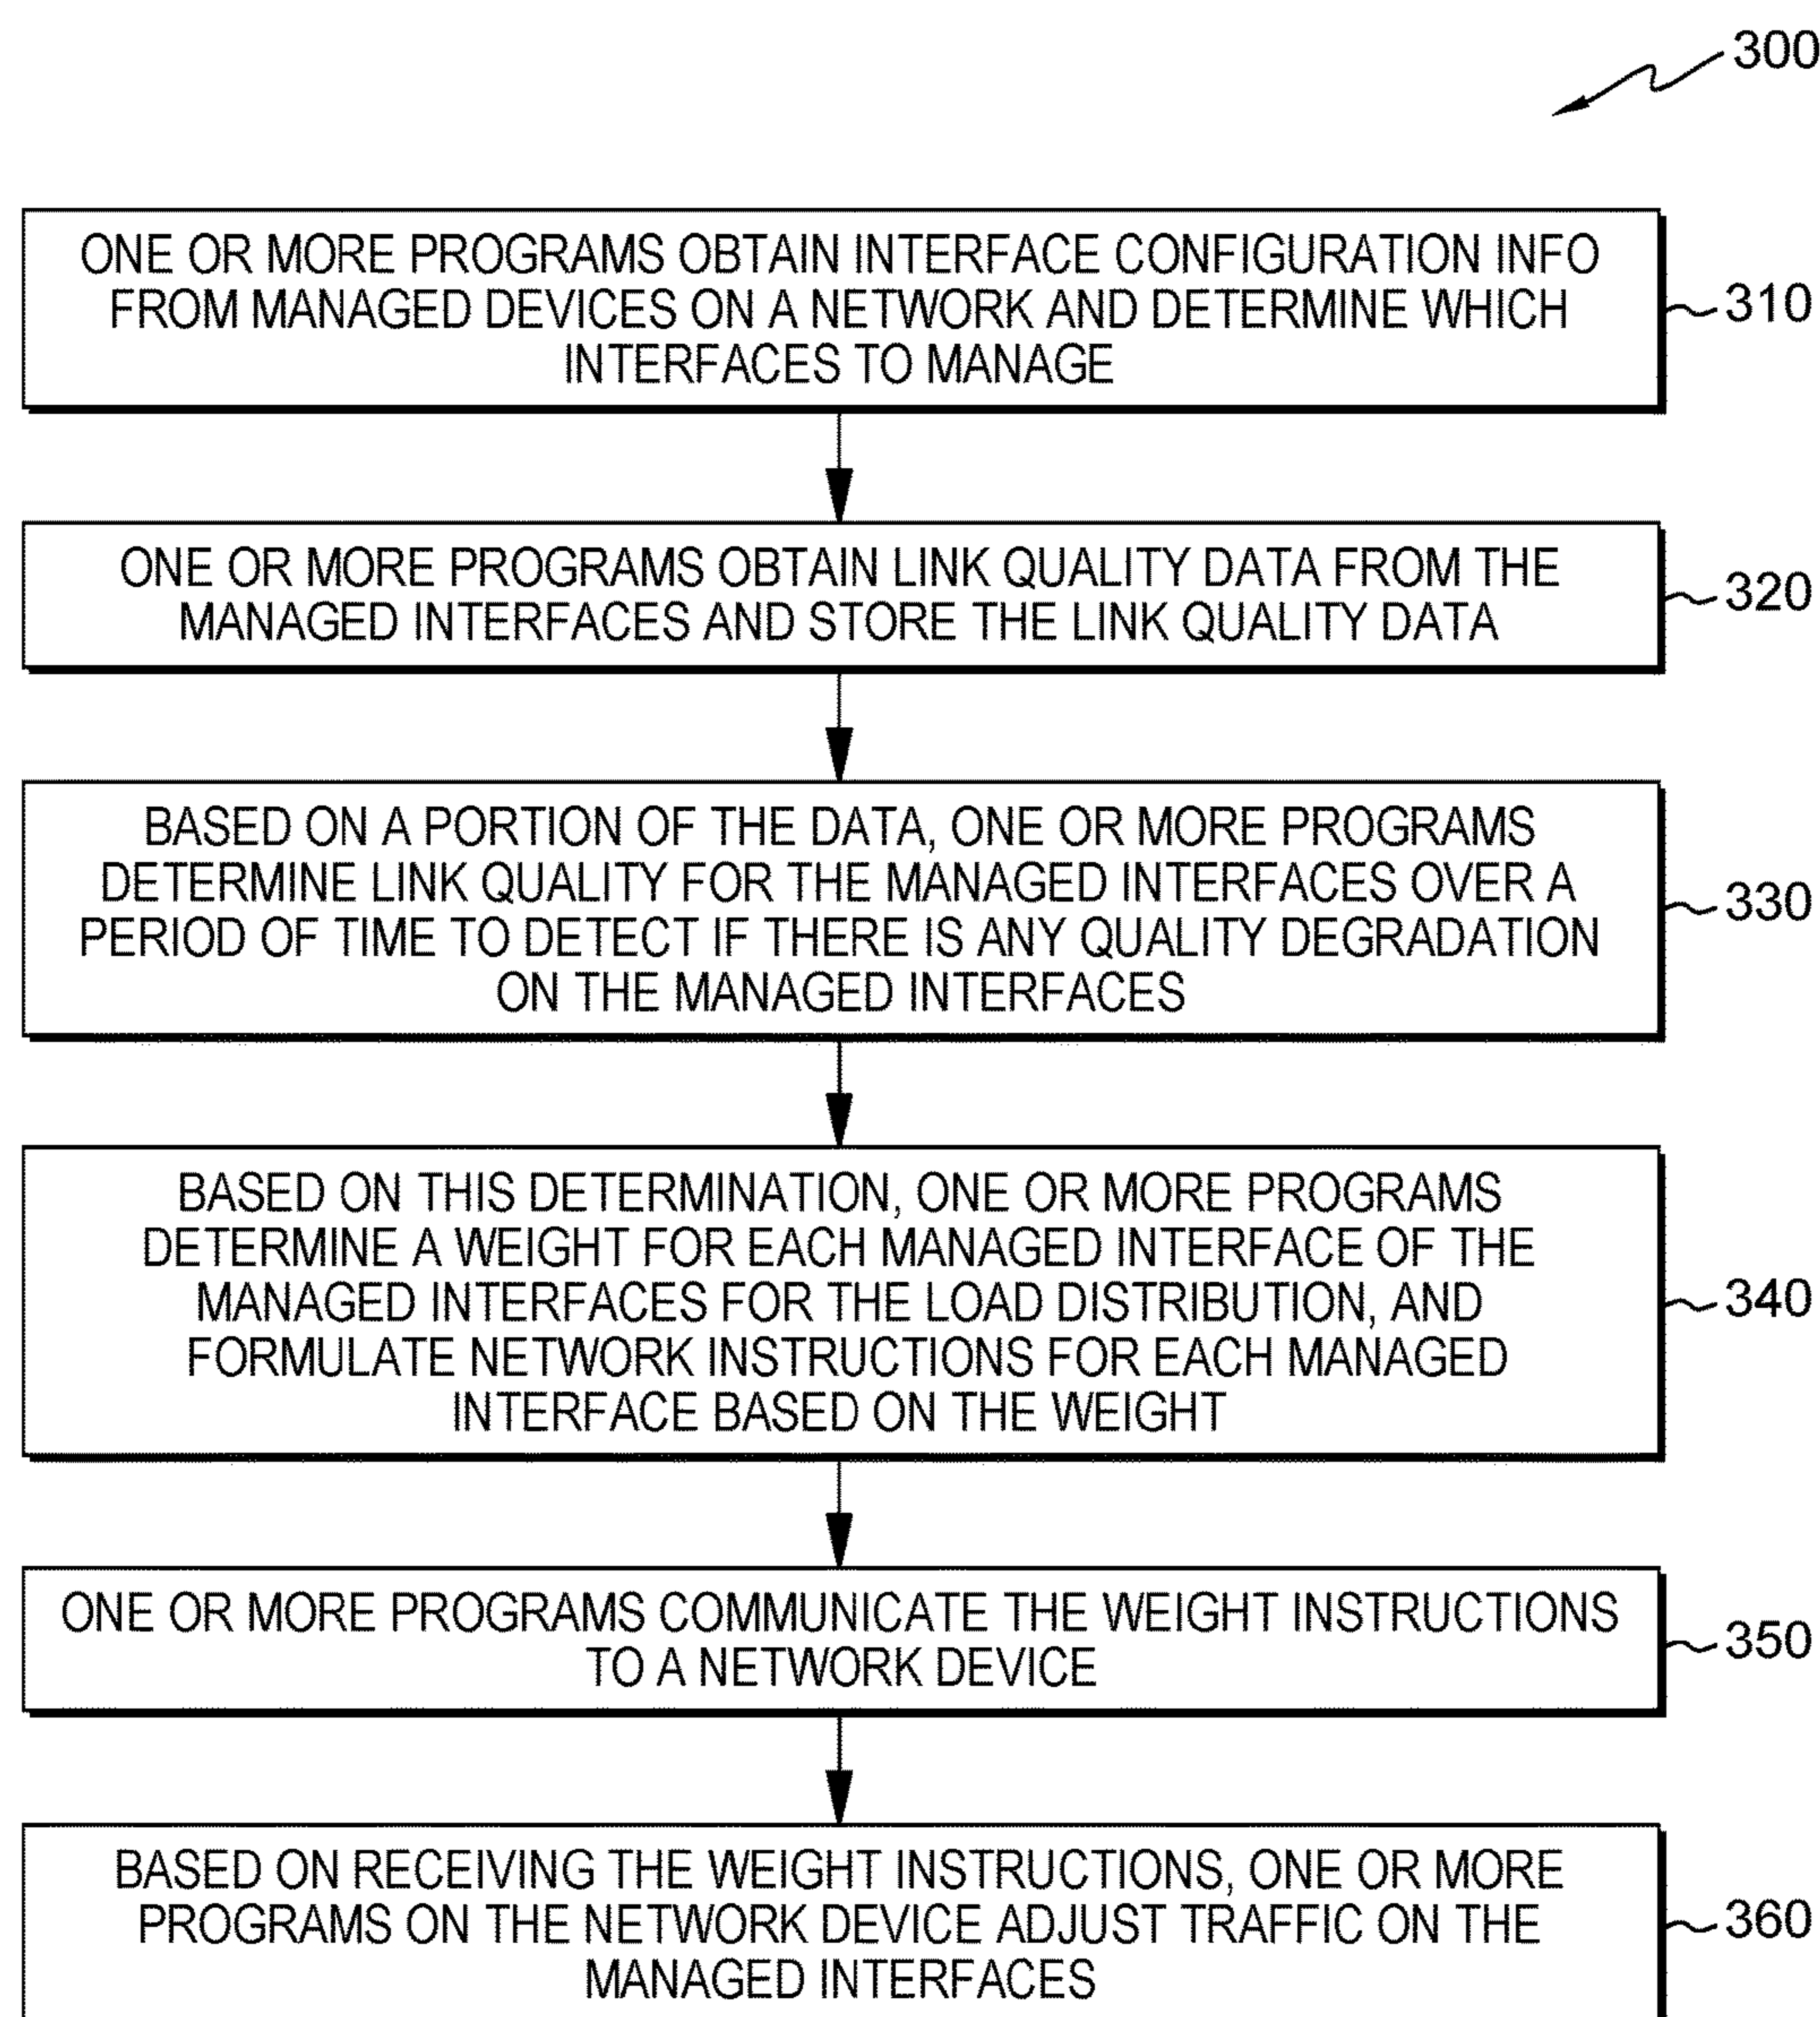 300
ONE OR MORE PROGRAMS OBTAIN INTERFACE CONFIGURATION INFO
FROM MANAGED DEVICES ON A NETWORK AND DETERMINE WHICH
INTERFACES TO MANAGE
310
ONE OR MORE PROGRAMS OBTAIN LINK QUALITY DATA FROM THE
MANAGED INTERFACES AND STORE THE LINK QUALITY DATA
320
BASED ON A PORTION OF THE DATA, ONE OR MORE PROGRAMS
DETERMINE LINK QUALITY FOR THE MANAGED INTERFACES OVER A
PERIOD OF TIME TO DETECT IF THERE IS ANY QUALITY DEGRADATION
ON THE MANAGED INTERFACES
330
BASED ON THIS DETERMINATION, ONE OR MORE PROGRAMS
DETERMINE A WEIGHT FOR EACH MANAGED INTERFACE OF THE
MANAGED INTERFACES FOR THE LOAD DISTRIBUTION, AND
FORMULATE NETWORK INSTRUCTIONS FOR EACH MANAGED
INTERFACE BASED ON THE WEIGHT
340
ONE OR MORE PROGRAMS COMMUNICATE THE WEIGHT INSTRUCTIONS
TO A NETWORK DEVICE
350
BASED ON RECEIVING THE WEIGHT INSTRUCTIONS, ONE OR MORE
PROGRAMS ON THE NETWORK DEVICE ADJUST TRAFFIC ON THE
MANAGED INTERFACES
360